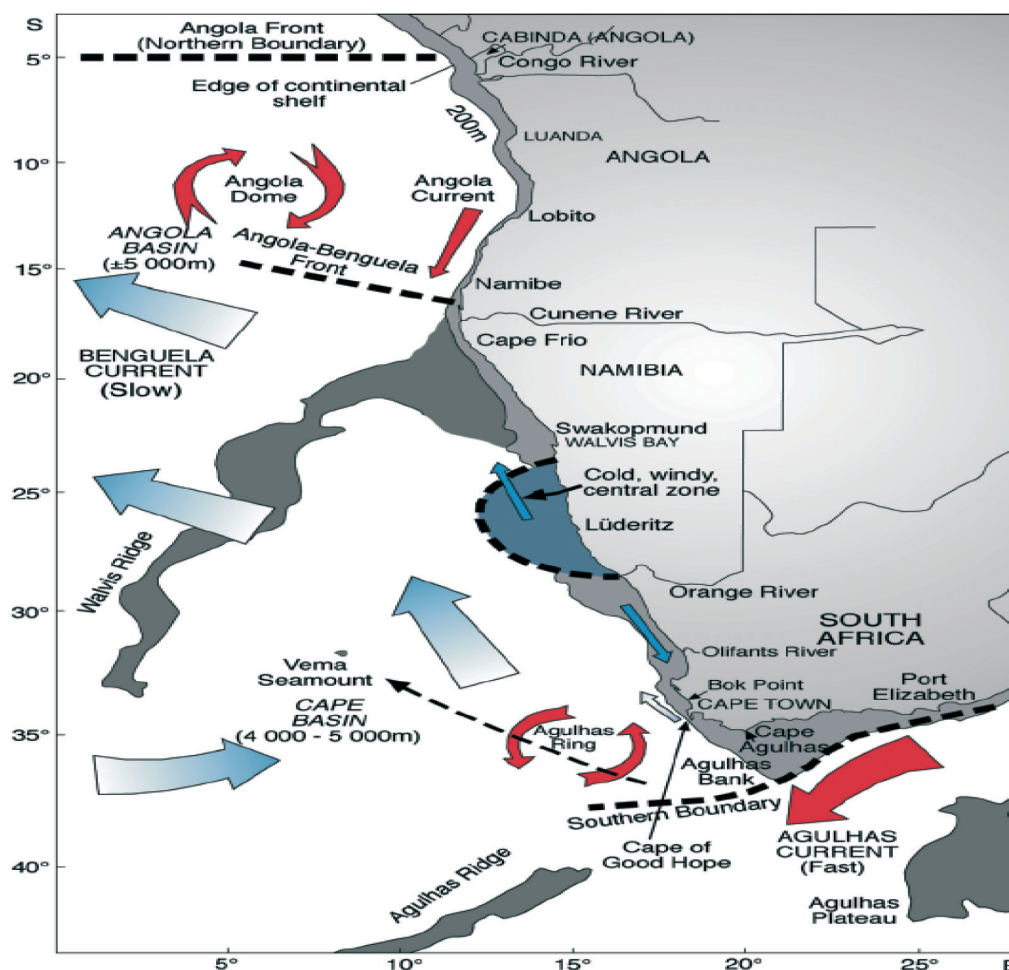 S
Angola Front
(Northern Boundary)
CABINDA (ANGOLA)
5°
Congo River
Edge of continental
shelf
200m
LUANDA
ANGOLA
10°
Angola
Dome
Angola
Current
Lobito
ANGOLA
BASIN
(±5 000m)
Angola-Benguela
Front
15°
Namibe
Cunene River
Cape Frio
BENGUELA
CURRENT
(Slow)
NAMIBIA
20°
Swakopmund
WALVIS BAY
Cold, windy,
central zone
25°
Lüderitz
Walvis Ridge
Orange River
30°
SOUTH
AFRICA
Olifants River
Vema
Seamount
Bok Point
Port
Elizabeth
CAPE TOWN
CAPE
BASIN
(4 000 - 5 000m)
35°
Agulhas
Ring
Cape
Agulhas
Agulhas
Bank
Southern Boundary
AGULHAS
CURRENT
(Fast)
Cape of
Good Hope
40°
Agulhas Ridge
Agulhas
Plateau
5°
10°
15°
20°
25°
E